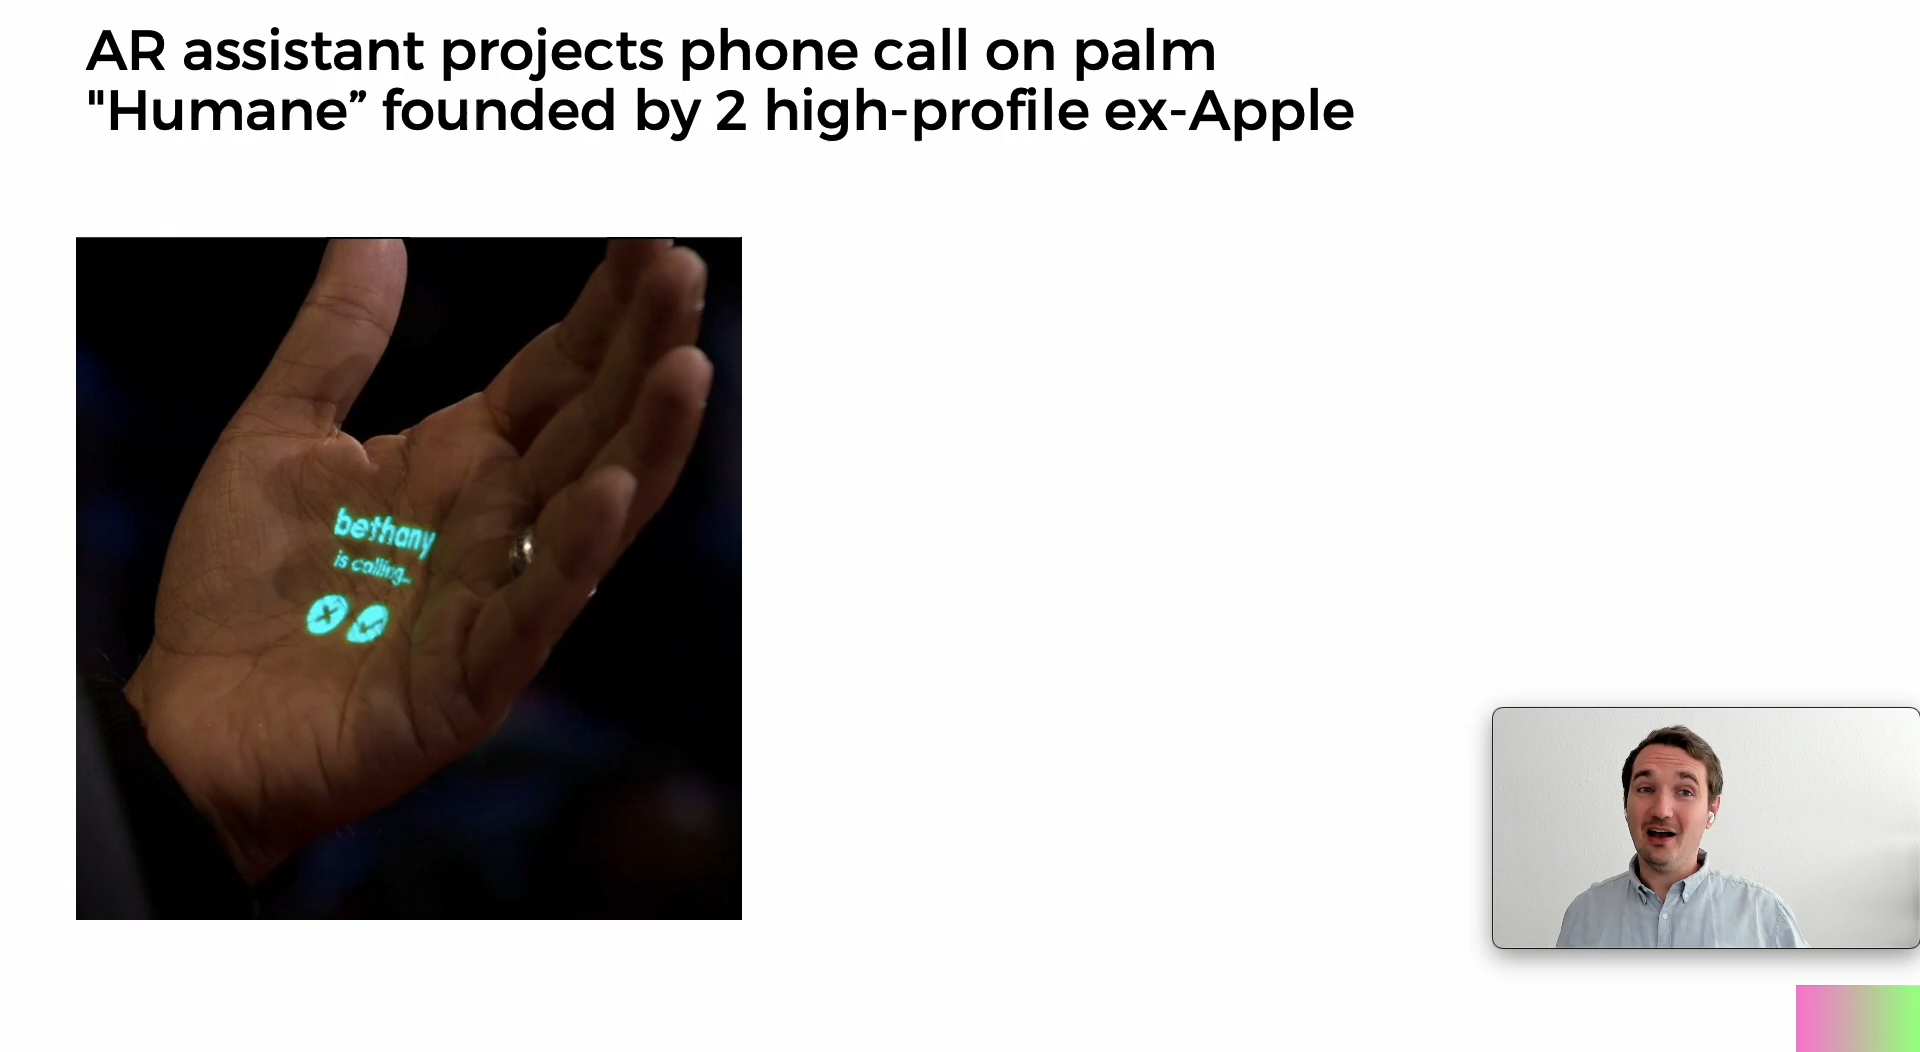 AR assistant projects phone call on palm
"Humane” founded by 2 high-profile ex-Apple
bethany
is calling...